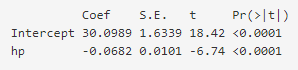 Coef S.E. t Pr(>|t|)
Intercept 30.0989 1.6339 18.42 <0.0001
hp -0.0682 0.0101 -6.74 <0.0001